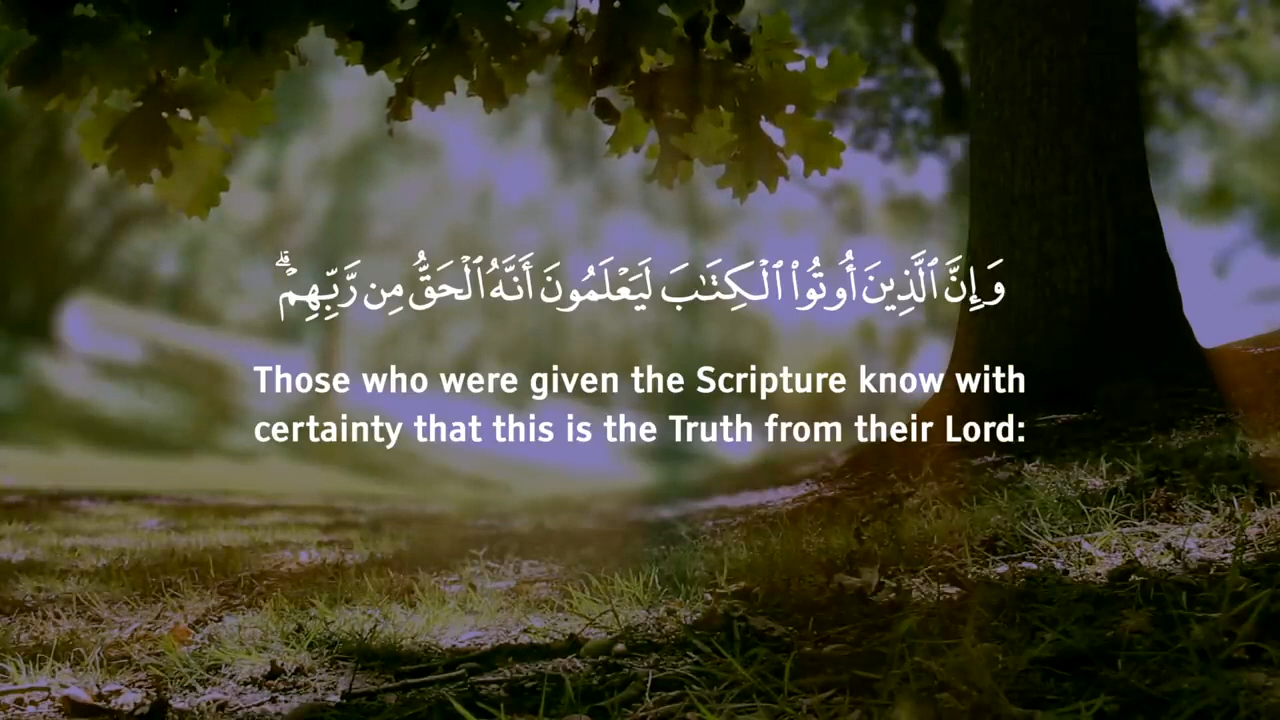 وَإِنَّ ٱلَّذِينَ أُوتُوا۟ ٱلْكِتَـٰبَ لَيَعْلَمُونَ أَنَّهُ ٱلْحَقُّ مِن رَّبِّهِمْ ۗ
Those who were given the Scripture know with
certainty that this is the Truth from their Lord: